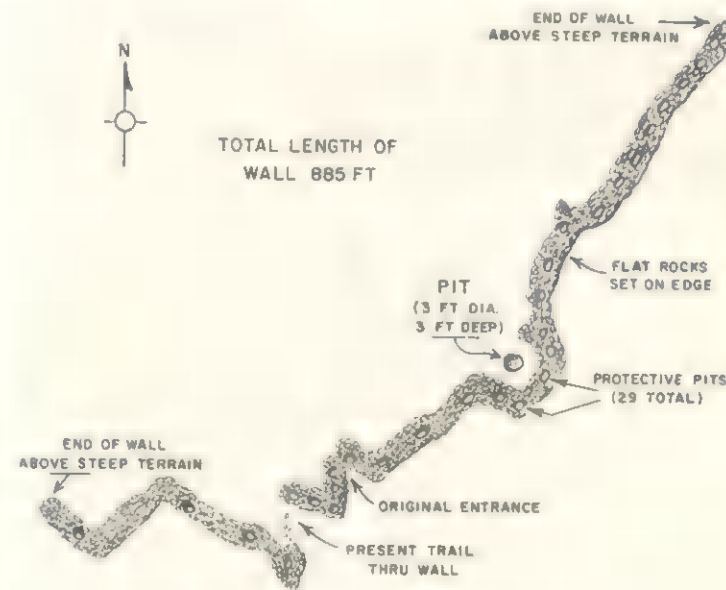 END OF WALL
ABOVE STEEP TERRAIN
N
TOTAL LENGTH OF
WALL 885 FT
FLAT ROCKS
SET ON EDGE
PIT
(3 FT DIA.
3 FT DEEP)
PROTECTIVE PITS
(29 TOTAL)
END OF WALL
ABOVE STEEP TERRAIN
ORIGINAL ENTRANCE
PRESENT TRAIL
THRU WALL